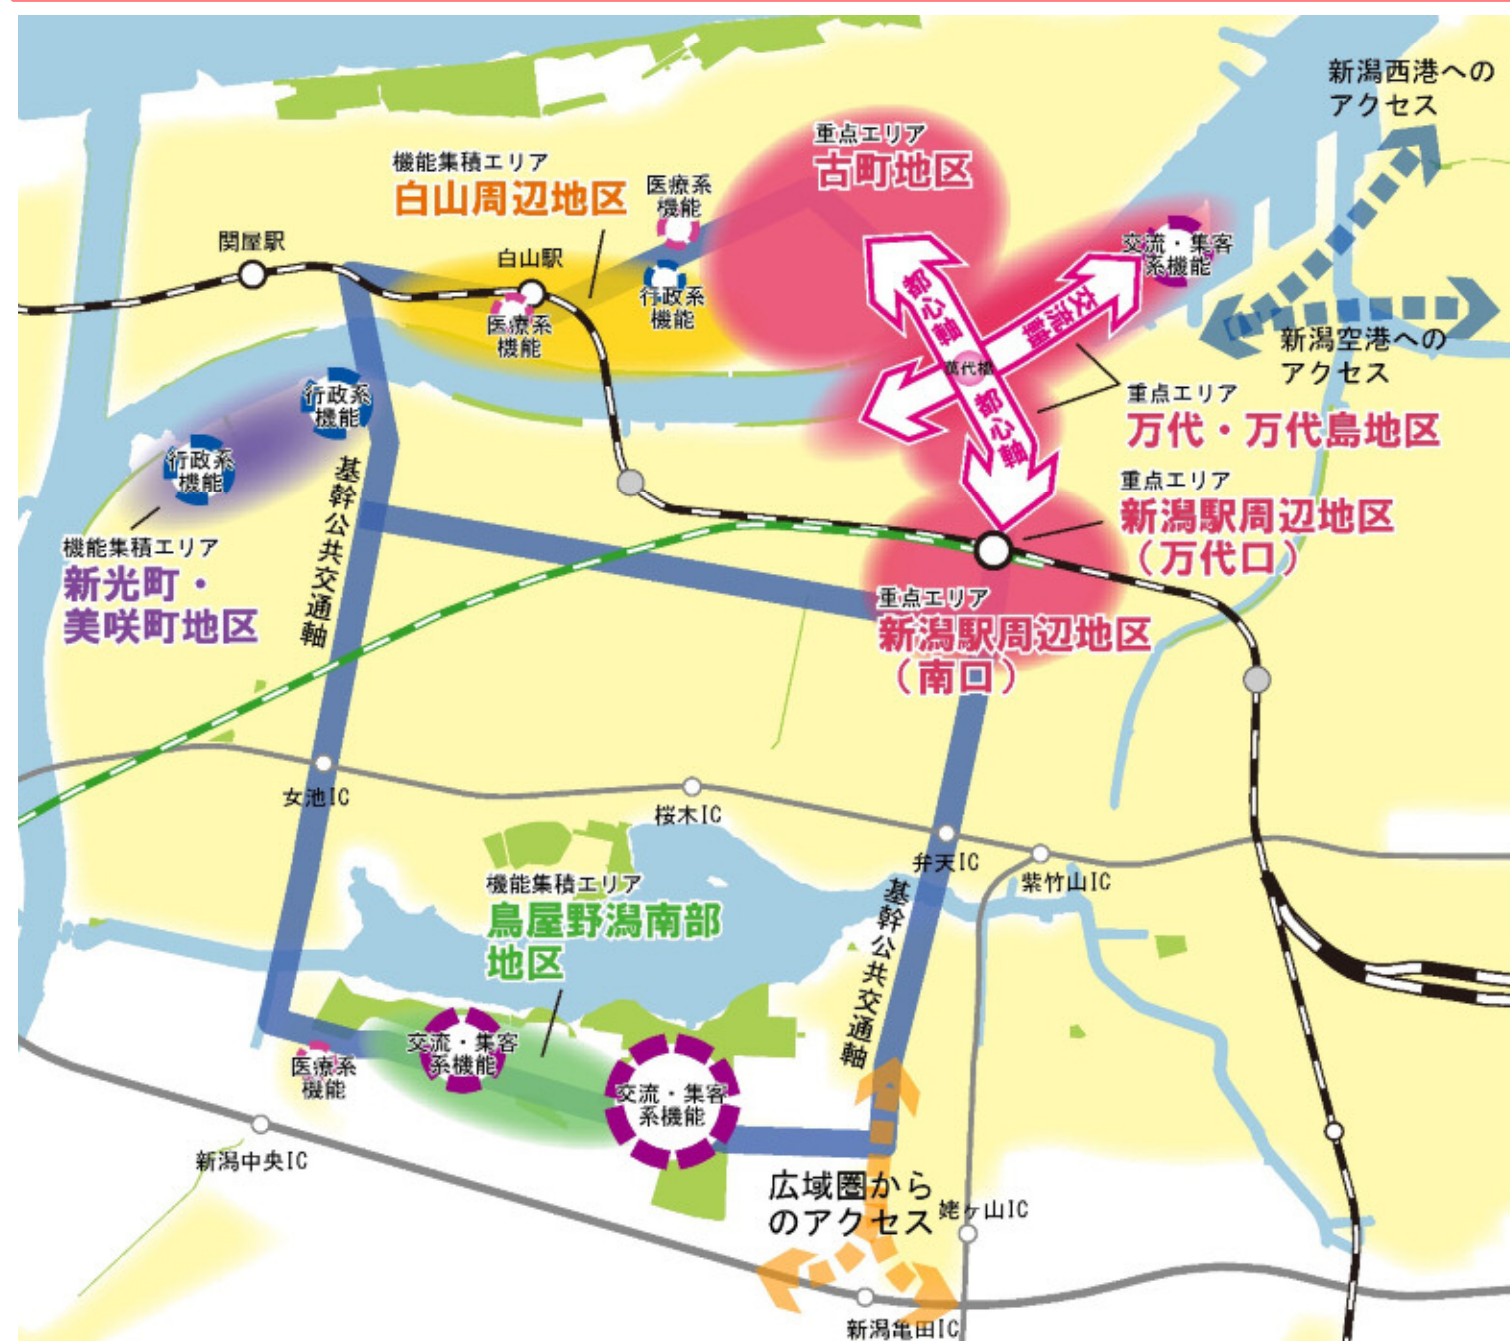 新潟西港への
アクセス
重点エリア
古町地区
機能集積エリア
白山周辺地区
医療系
機能
関屋駅
白山駅
交流・集客
系機能
行政系
機能
医療系
機能
都心軸
交流軸
萬代橋
都心軸
新潟空港への
アクセス
重点エリア
万代・万代島地区
行政系
機能
行政系
機能
基幹公共交通軸
重点エリア
新潟駅周辺地区
（万代口）
機能集積エリア
新光町・
美咲町地区
重点エリア
新潟駅周辺地区
（南口）
女池IC
桜木IC
弁天IC
紫竹山IC
機能集積エリア
鳥屋野潟南部
地区
基幹公共交通軸
交流・集客
系機能
医療系
機能
交流・集客
系機能
新潟中央IC
広域圏から
のアクセス
姥ヶ山IC
新潟亀田IC